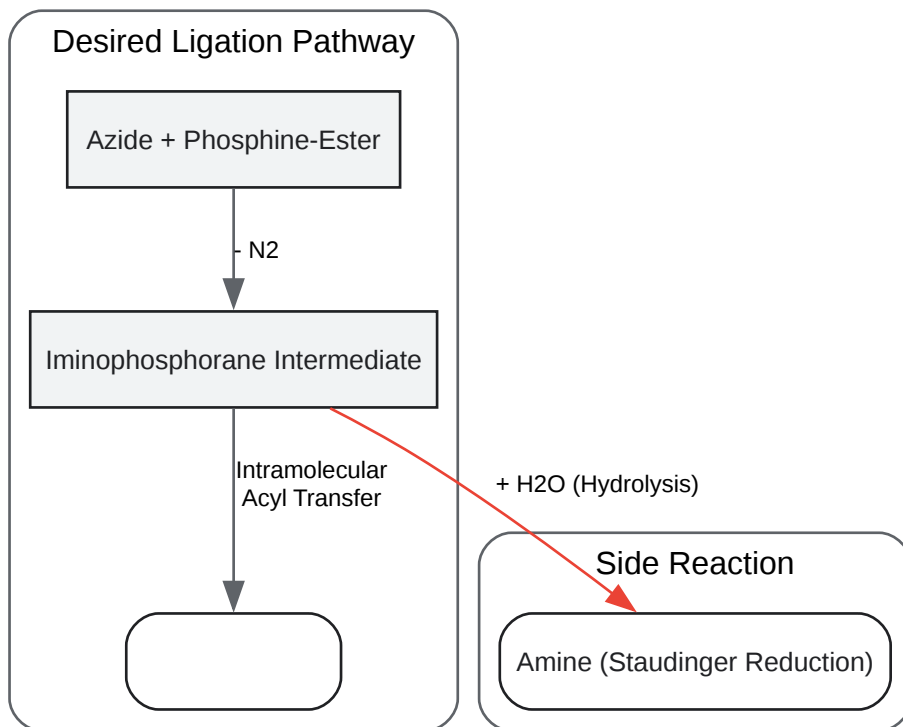 Desired Ligation Pathway
Azide + Phosphine-Ester
- N2
Iminophosphorane Intermediate
Intramolecular
Acyl Transfer
+ H2O (Hydrolysis)
Side Reaction
Amine (Staudinger Reduction)